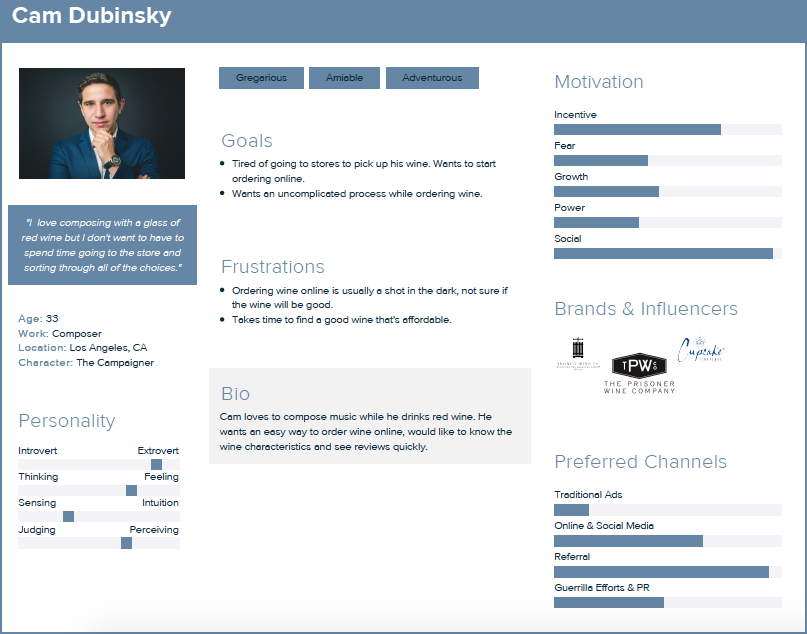 Cam Dubinsky
"I love composing with a glass of
red wine but I don't want to have to
spend time going to the store and
sorting through all of the choices."
Age: 33
Work: Composer
Location: Los Angeles, CA
Character: The Campaigner
Personality
Introvert Extrovert
Thinking Feeling
Sensing Intuition
Judging Perceiving
Gregarious Amiable Adventurous
Goals
Tired of going to stores to pick up his wine. Wants to start
ordering online.
Wants an uncomplicated process while ordering wine.
Frustrations
Ordering wine online is usually a shot in the dark, not sure if
the wine will be good.
Takes time to find a good wine that's affordable.
Bio
Cam loves to compose music while he drinks red wine. He
wants an easy way to order wine online, would like to know the
wine characteristics and see reviews quickly.
Motivation
Incentive
Fear
Growth
Power
Social
Brands & Influencers
BRONCO WINE CO.
TPWCo
THE PRISONER
WINE COMPANY
Cupcake
VINEYARDS
Preferred Channels
Traditional Ads
Online & Social Media
Referral
Guerrilla Efforts & PR